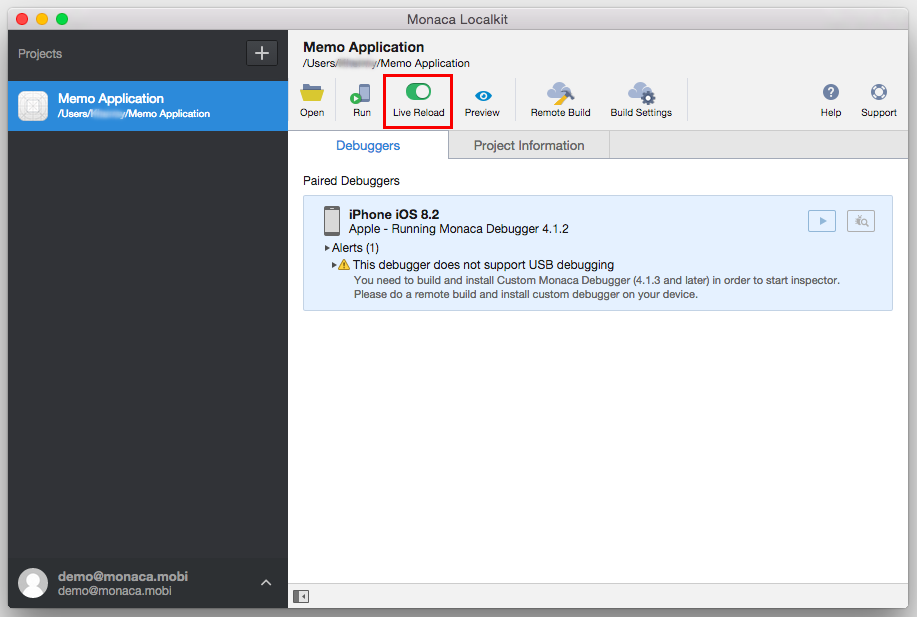 Monaca Localkit
Projects
Memo Application
/Users/ /Memo Application
Memo Application
/Users/ /Memo Application
Open
Run
Live Reload
Preview
Remote Build
Build Settings
Help
Support
Debuggers
Project Information
Paired Debuggers
iPhone iOS 8.2
Apple - Running Monaca Debugger 4.1.2
Alerts (1)
This debugger does not support USB debugging
You need to build and install Custom Monaca Debugger (4.1.3 and later) in order to start inspector.
Please do a remote build and install custom debugger on your device.
demo@monaca.mobi
demo@monaca.mobi